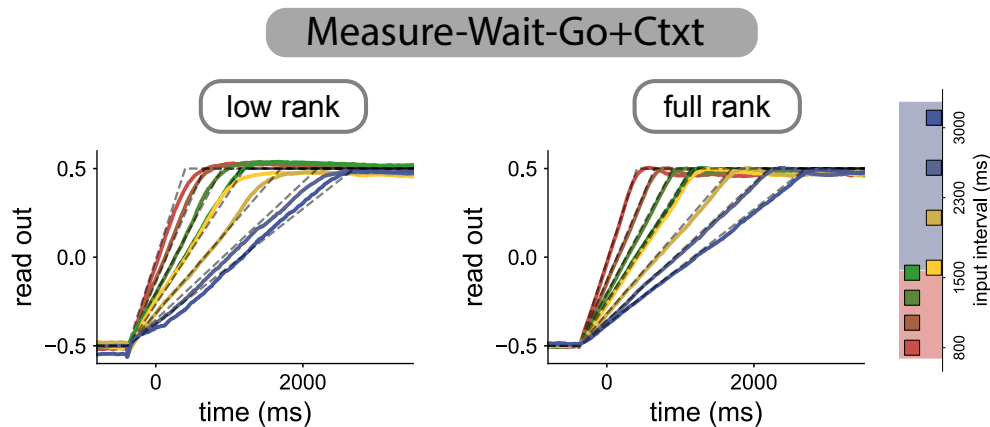 Measure-Wait-Go+Ctxt
low rank
full rank
read out
0.5
0.0
−0.5
0
2000
time (ms)
read out
0.5
0.0
−0.5
0
2000
time (ms)
3000
2300
1500
800
input interval (ms)